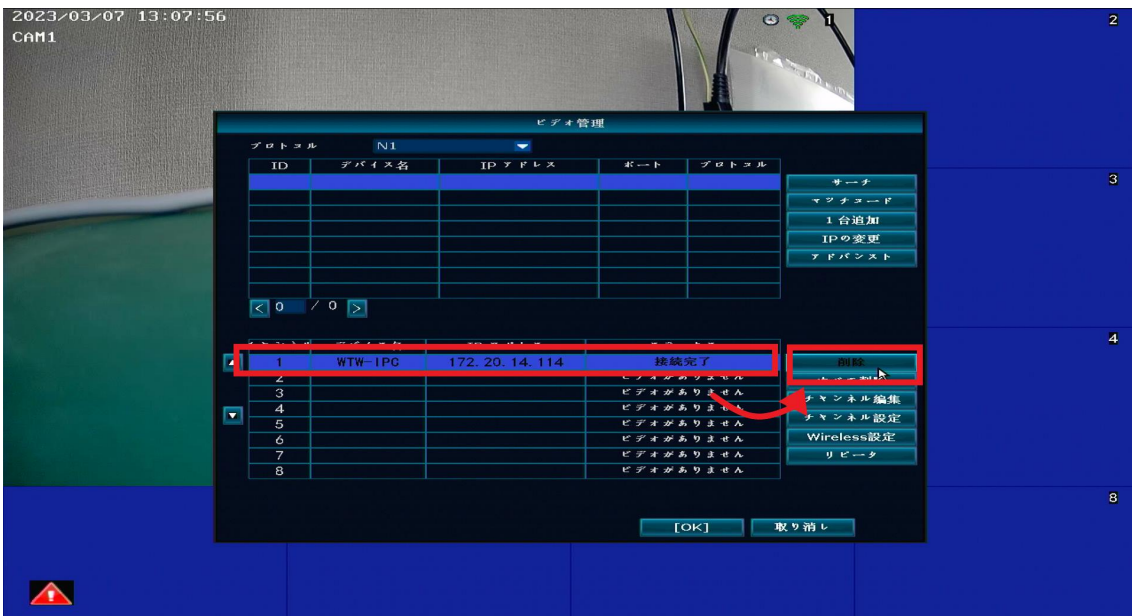 2023/03/07 13:07:56
CAM1
1
2
3
4
8
ビデオ管理
プロトコル N1
ID デバイス名 IPアドレス ポート プロトコル
サーチ
マッチコード
1台追加
IPの変更
アドバンスト
< 0 / 0 >
1 WTW-IPC 172.20.14.114 接続完了
削除
2 ビデオがありません
3 ビデオがありません
チャンネル編集
4 ビデオがありません
チャンネル設定
5 ビデオがありません
6 ビデオがありません
Wireless設定
7 ビデオがありません
リピータ
8 ビデオがありません
[OK] 取り消し